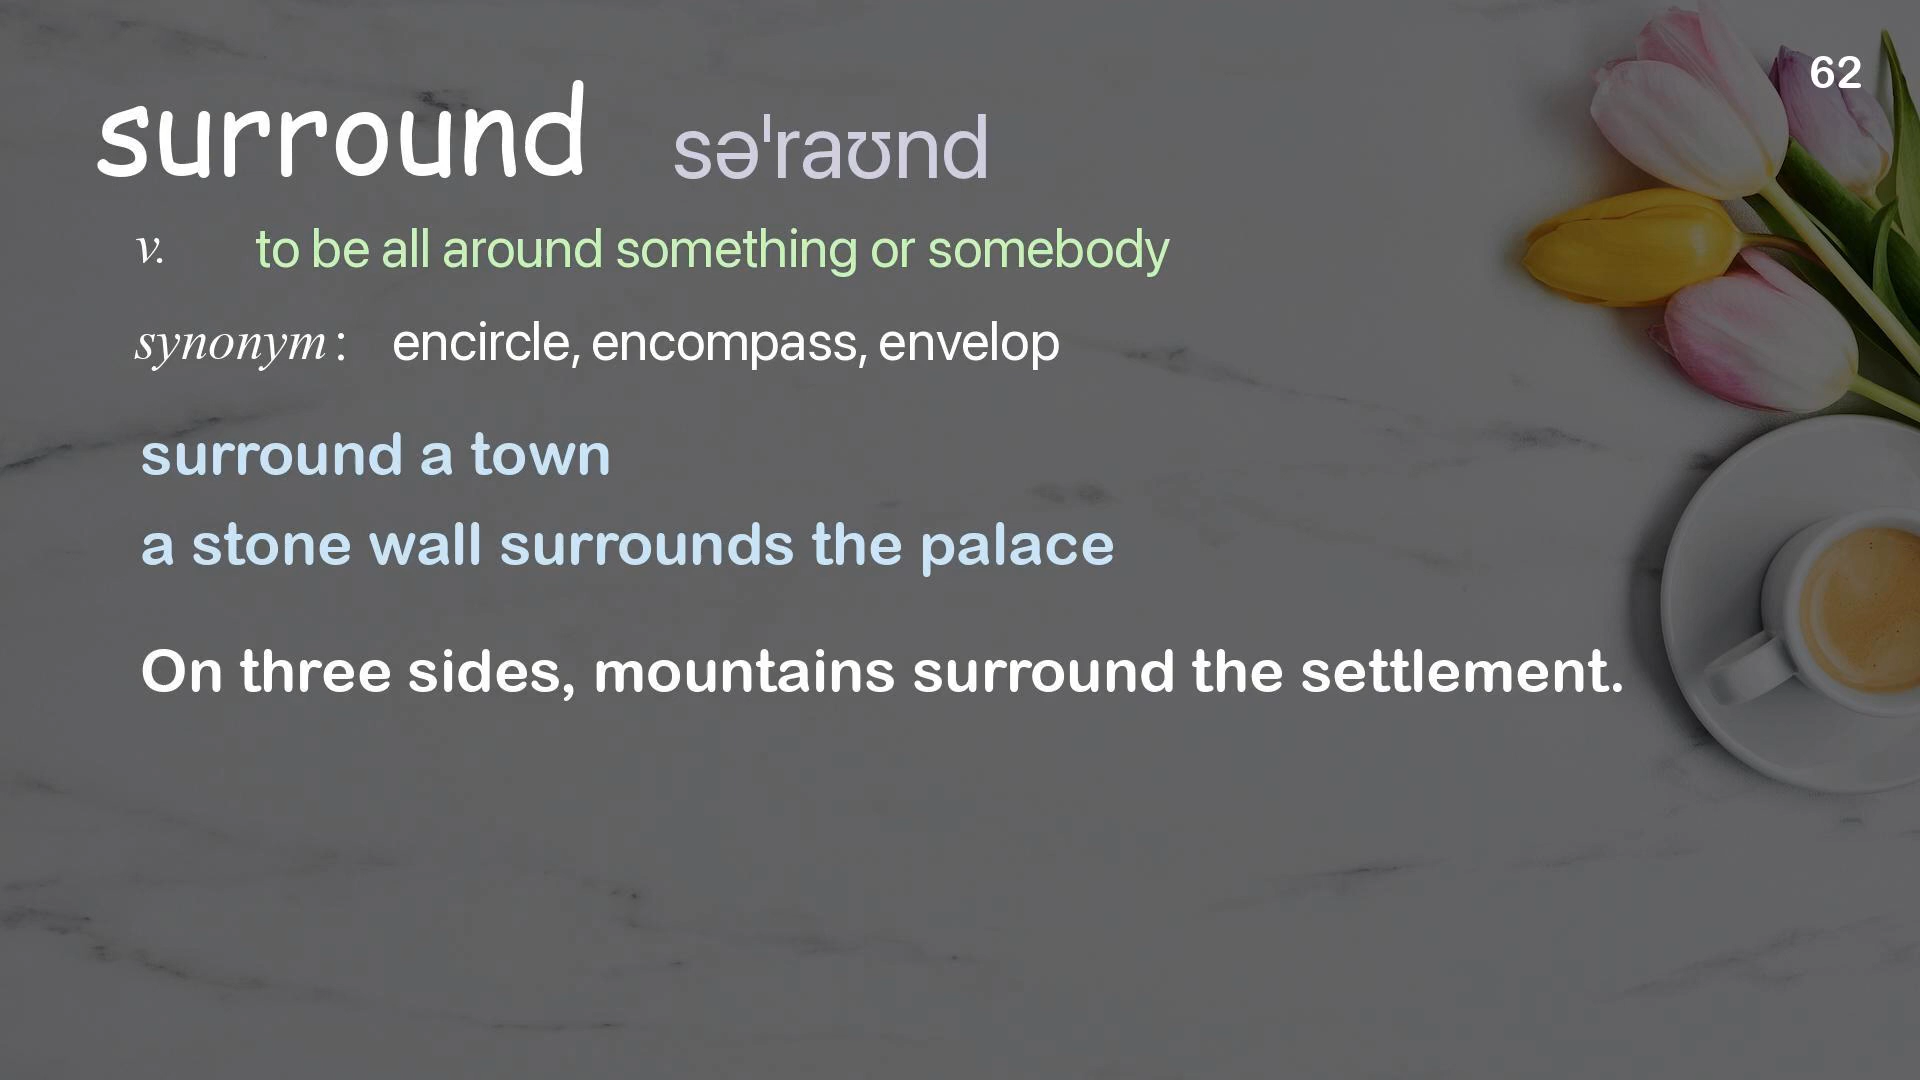 62
surround səˈraʊnd
v. to be all around something or somebody
synonym : encircle, encompass, envelop
surround a town
a stone wall surrounds the palace
On three sides, mountains surround the settlement.